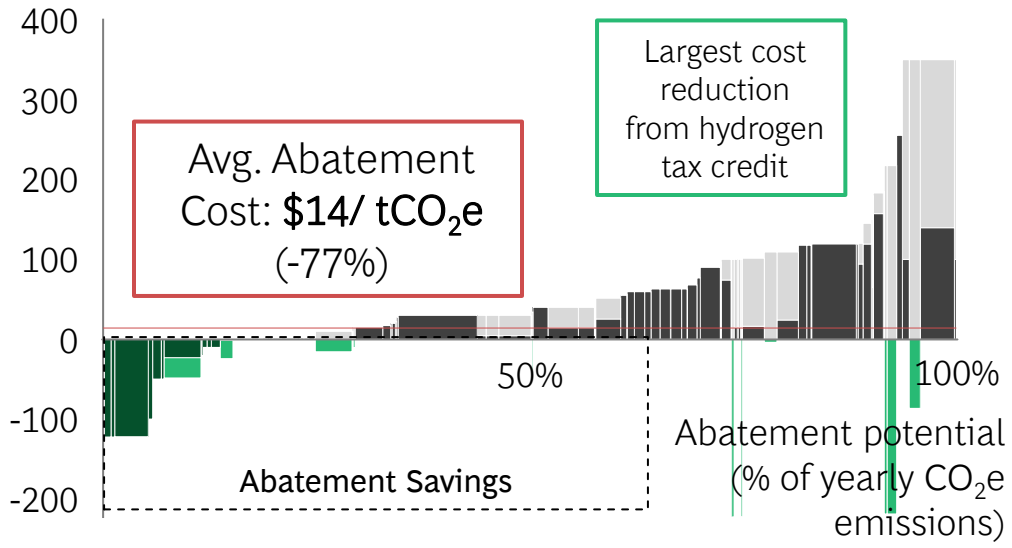 400
300
200
100
0
-100
-200
Avg. Abatement
Cost: $14/ tCO₂e
(-77%)
Largest cost
reduction
from hydrogen
tax credit
50%
100%
Abatement Savings
Abatement potential
(% of yearly CO₂e
emissions)